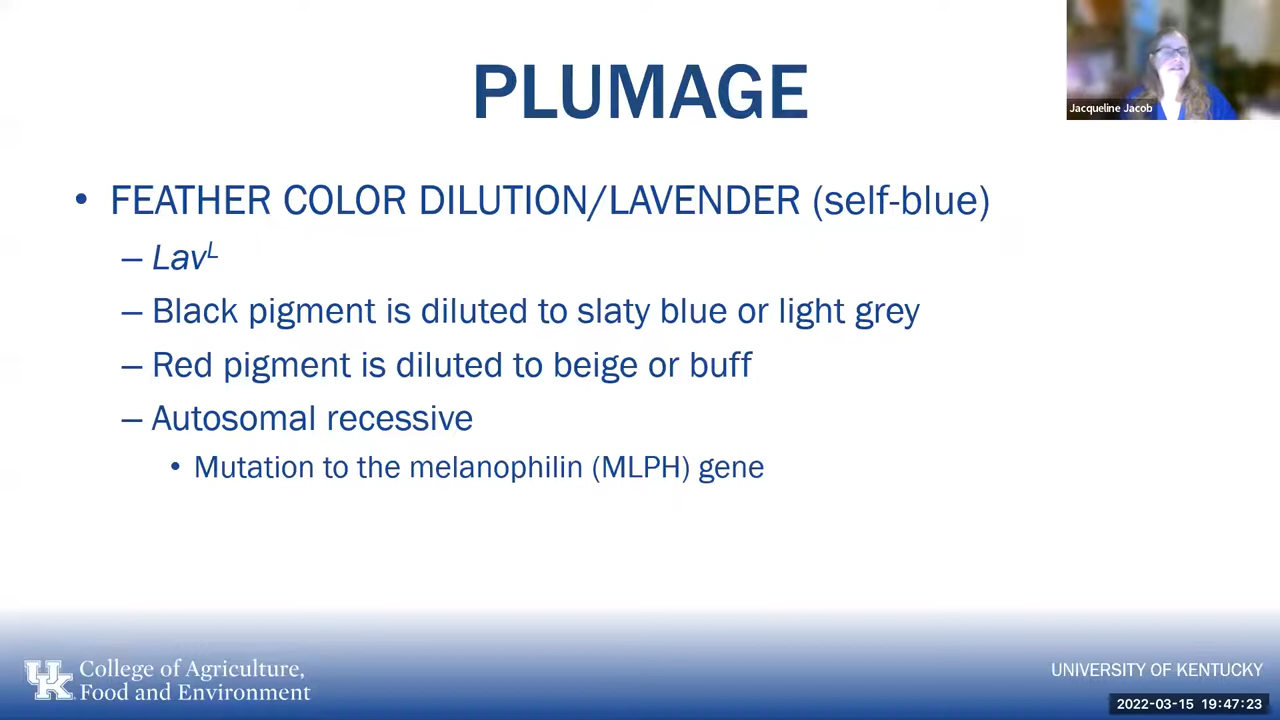 PLUMAGE
Jacqueline Jacob
• FEATHER COLOR DILUTION/LAVENDER (self-blue)
– Lavᴸ
– Black pigment is diluted to slaty blue or light grey
– Red pigment is diluted to beige or buff
– Autosomal recessive
• Mutation to the melanophilin (MLPH) gene
UK
College of Agriculture,
Food and Environment
UNIVERSITY OF KENTUCKY
2022-03-15 19:47:23